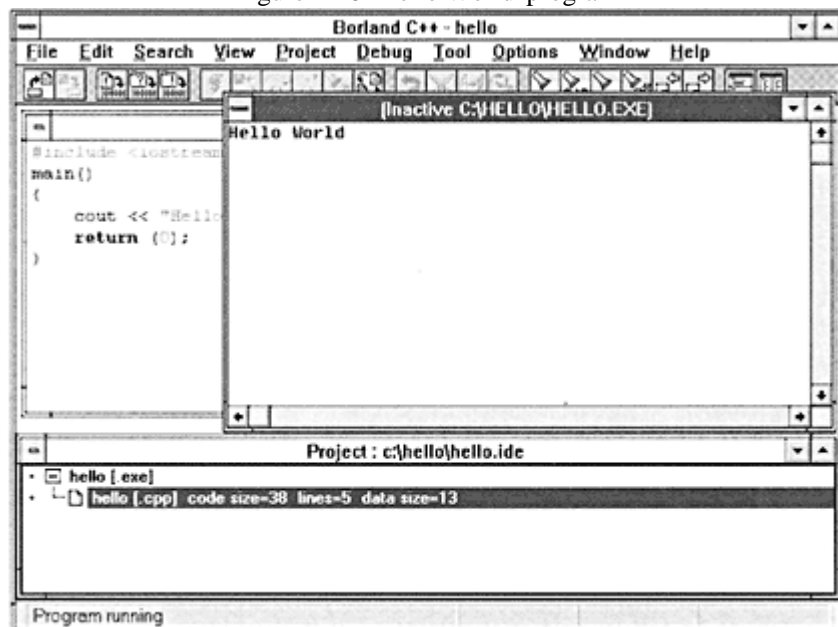 Borland C++ - hello
File Edit Search View Project Debug Tool Options Window Help
[Inactive C:\HELLO\HELLO.EXE]
Hello World
#include <iostream
main()
{
cout << "Hello
return (0);
}
Project : c:\hello\hello.ide
hello [.exe]
hello [.cpp] code size=38 lines=5 data size=13
Program running